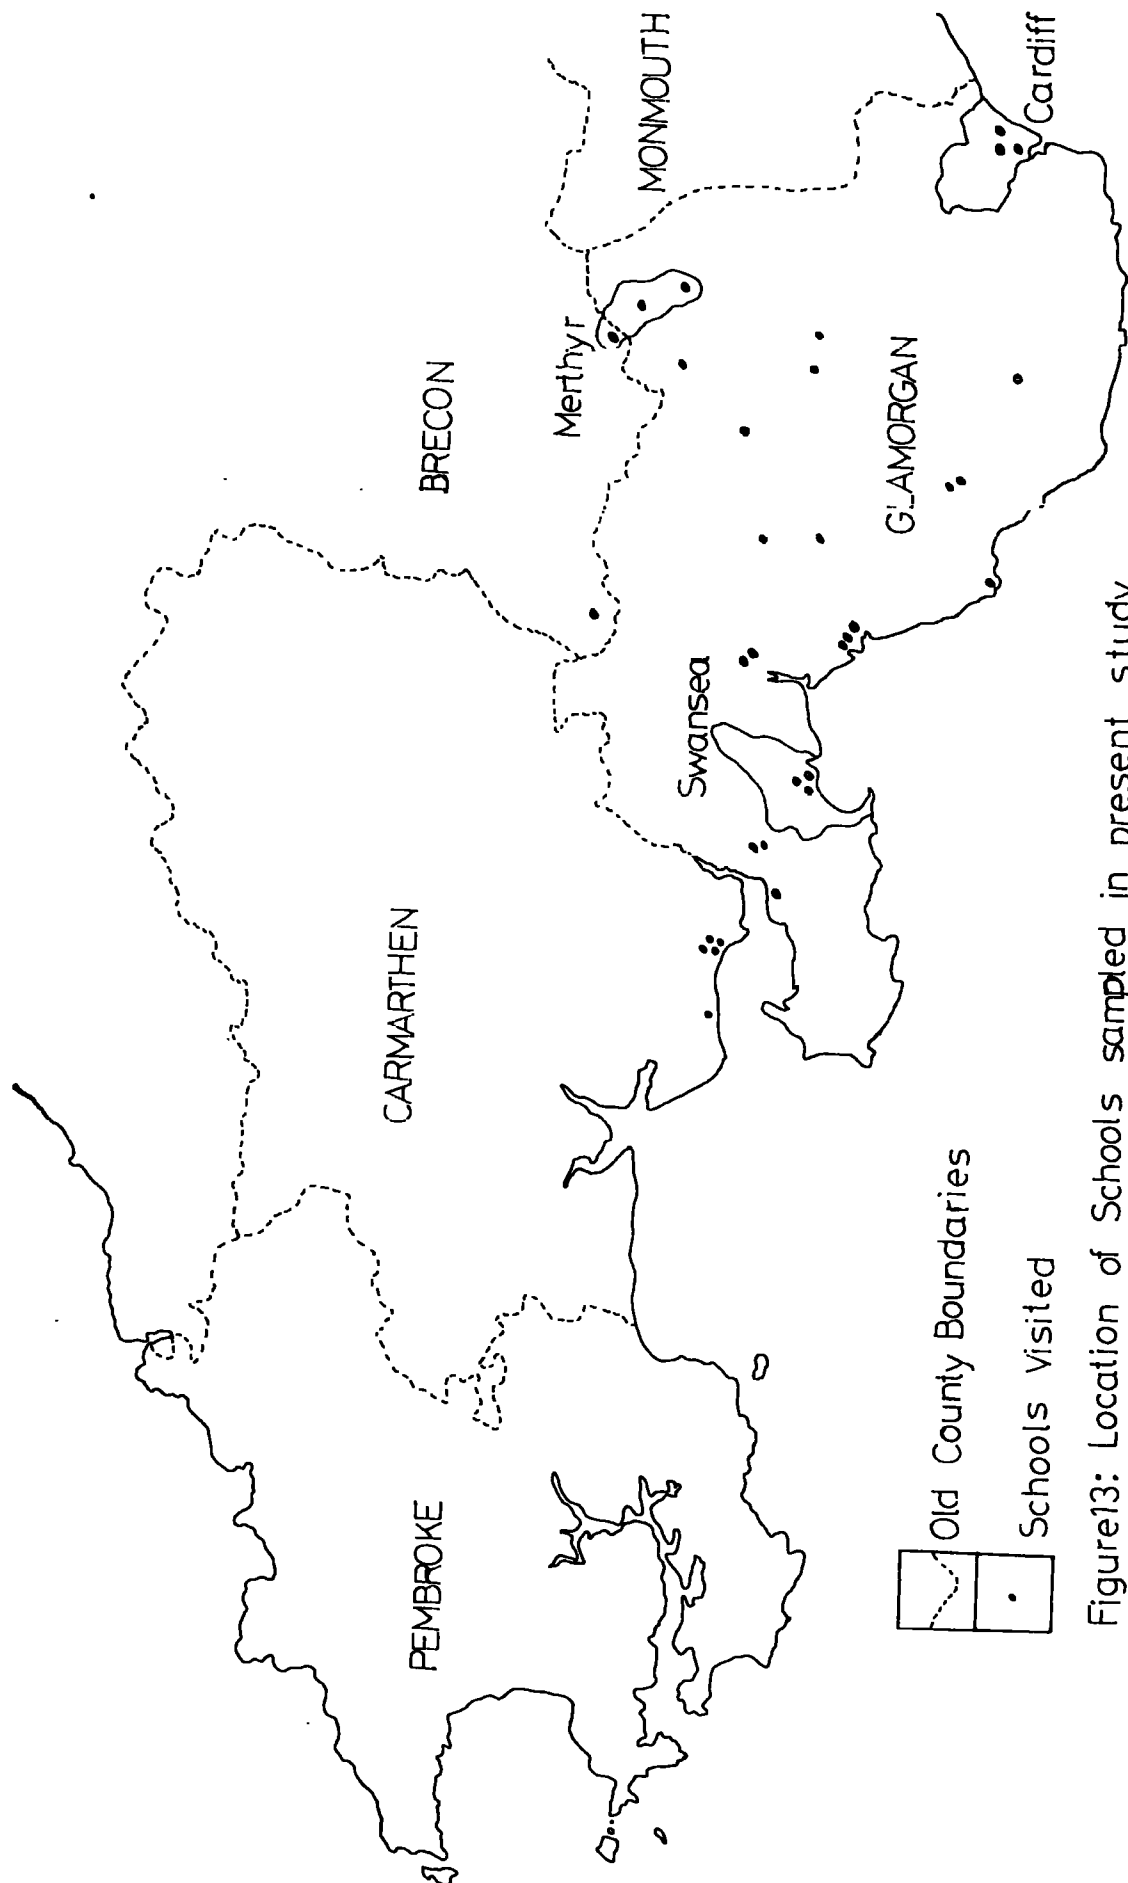 MONMOUTH
BRECON
Merthyr
Cardiff
GLAMORGAN
Swansea
CARMARTHEN
PEMBROKE
Old County Boundaries
Schools Visited
Figure13: Location of Schools sampled in present study